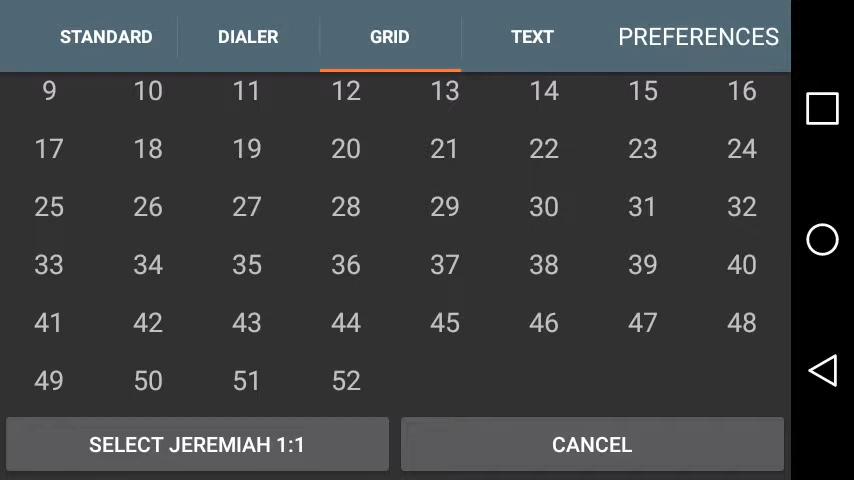 STANDARD DIALER GRID TEXT PREFERENCES
9 10 11 12 13 14 15 16
17 18 19 20 21 22 23 24
25 26 27 28 29 30 31 32
33 34 35 36 37 38 39 40
41 42 43 44 45 46 47 48
49 50 51 52
SELECT JEREMIAH 1:1 CANCEL